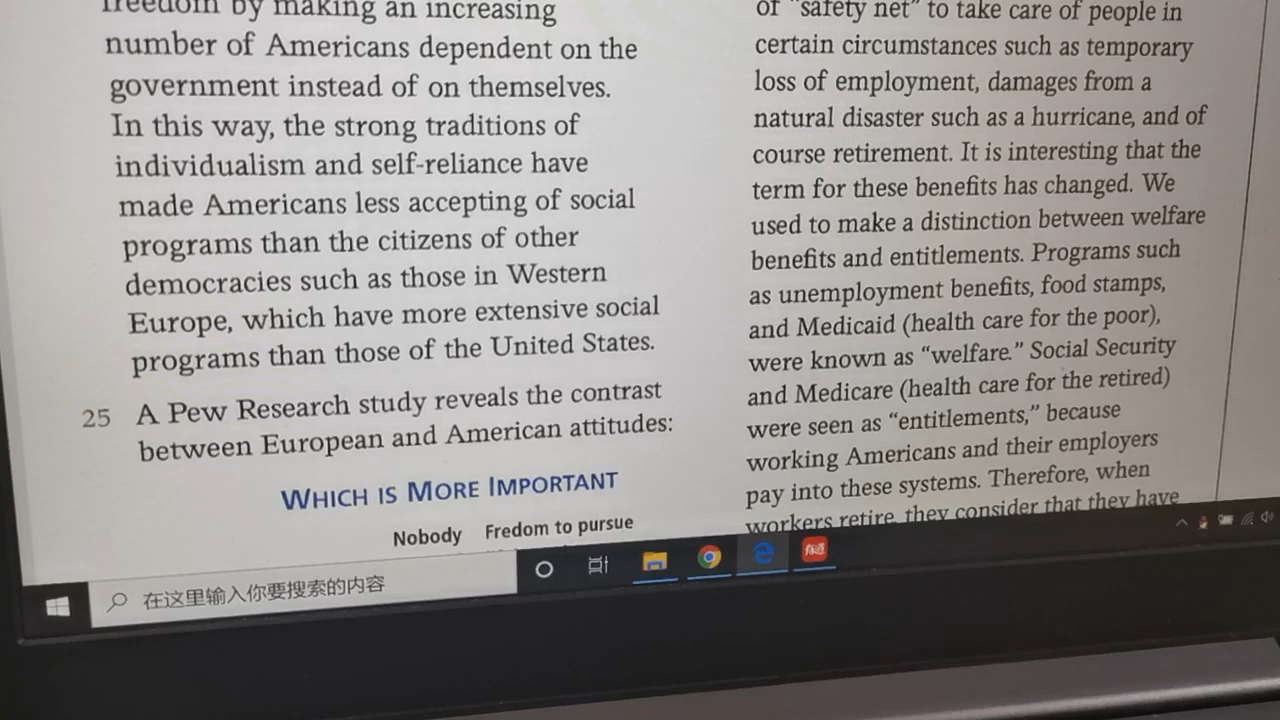 freedom by making an increasing
number of Americans dependent on the
government instead of on themselves.
In this way, the strong traditions of
individualism and self-reliance have
made Americans less accepting of social
programs than the citizens of other
democracies such as those in Western
Europe, which have more extensive social
programs than those of the United States.
25 A Pew Research study reveals the contrast
between European and American attitudes:
WHICH IS MORE IMPORTANT
Nobody Fredom to pursue
of "safety net" to take care of people in
certain circumstances such as temporary
loss of employment, damages from a
natural disaster such as a hurricane, and of
course retirement. It is interesting that the
term for these benefits has changed. We
used to make a distinction between welfare
benefits and entitlements. Programs such
as unemployment benefits, food stamps,
and Medicaid (health care for the poor),
were known as "welfare." Social Security
and Medicare (health care for the retired)
were seen as "entitlements," because
working Americans and their employers
pay into these systems. Therefore, when
workers retire, they consider that they have
在这里输入你要搜索的内容
有道